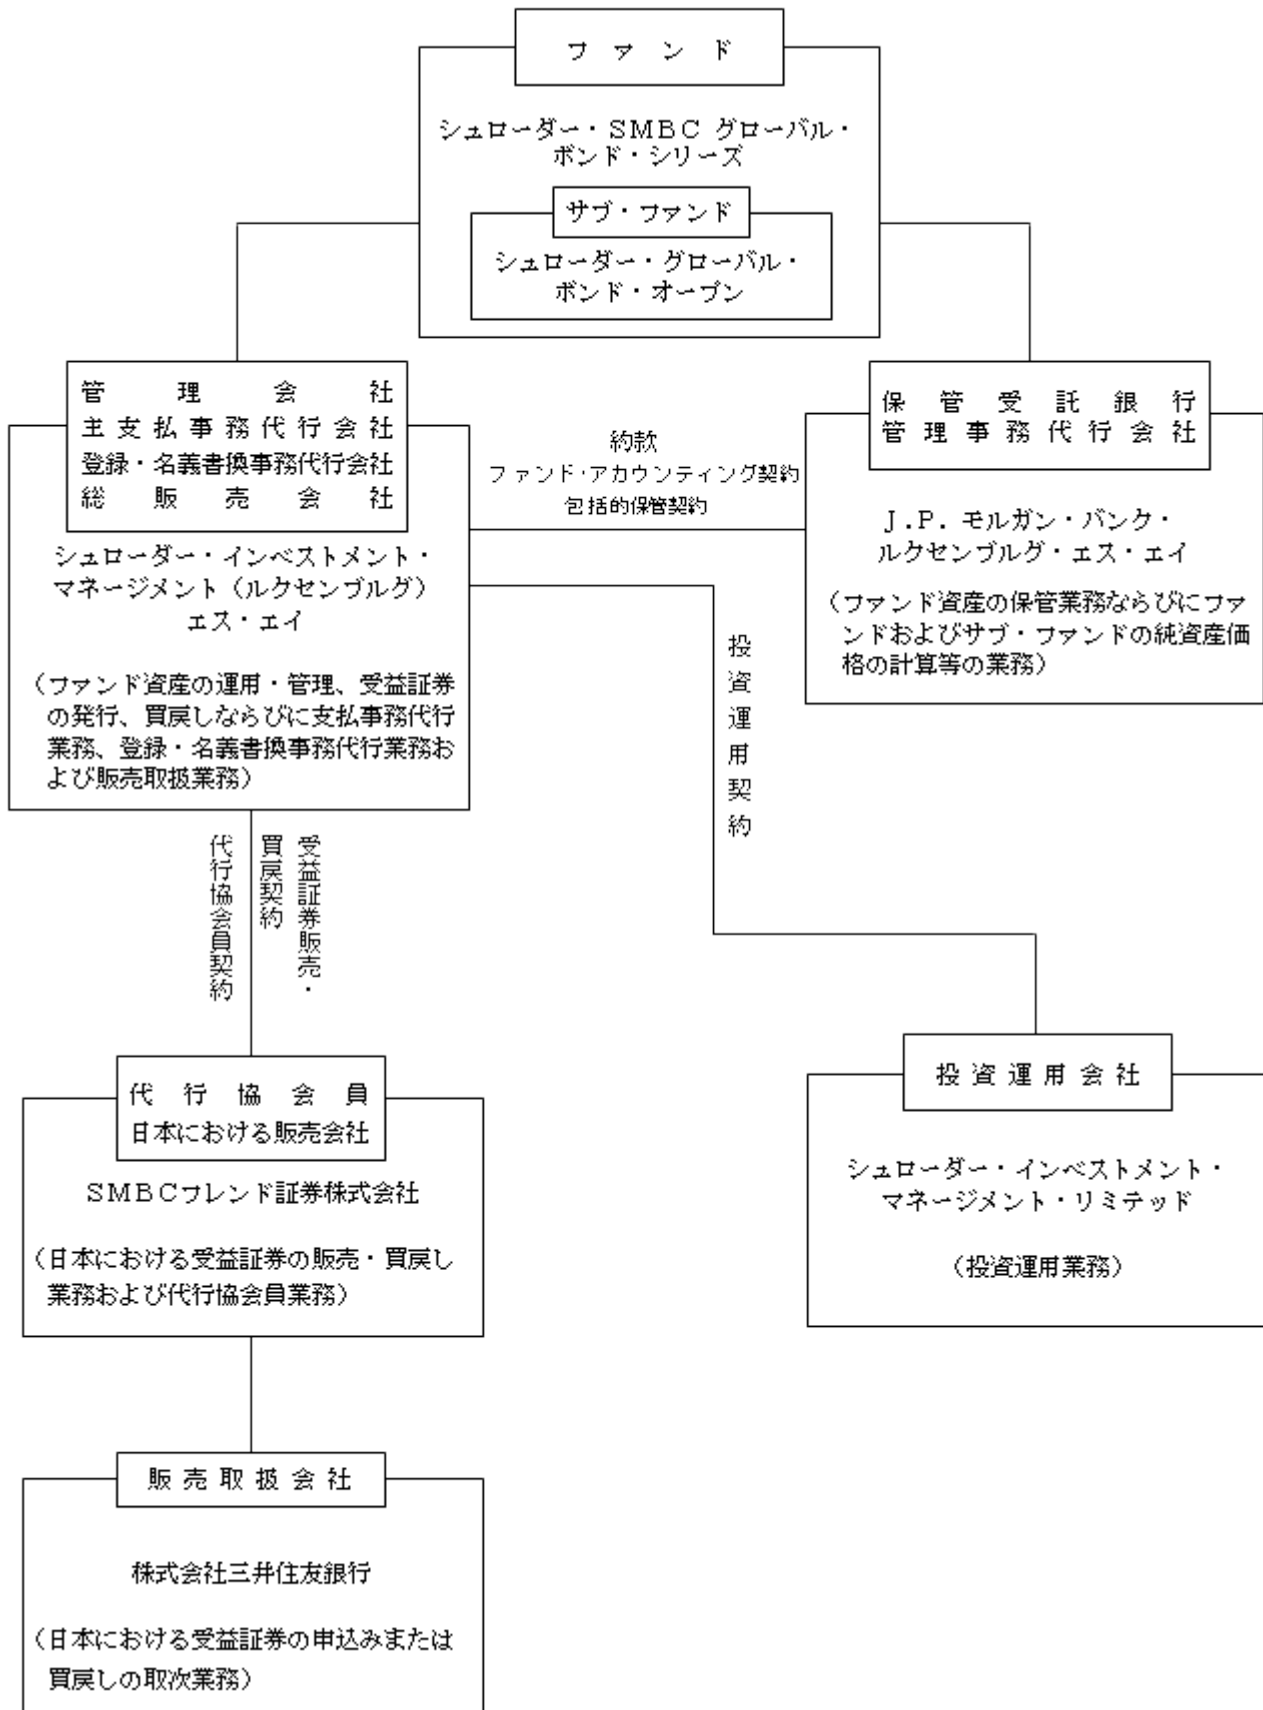 ファンド
シュローダー・ＳＭＢＣ グローバル・
ボンド・シリーズ
サブ・ファンド
シュローダー・グローバル・
ボンド・オープン
管理会社
主支払事務代行会社
登録・名義書換事務代行会社
総販売会社
シュローダー・インベストメント・
マネージメント（ルクセンブルグ）
エス・エイ
（ファンド資産の運用・管理、受益証券
の発行、買戻しならびに支払事務代行
業務、登録・名義書換事務代行業務お
よび販売取扱業務）
約款
ファンド・アカウンティング契約
包括的保管契約
保管受託銀行
管理事務代行会社
Ｊ.Ｐ. モルガン・バンク・
ルクセンブルグ・エス・エイ
（ファンド資産の保管業務ならびにファ
ンドおよびサブ・ファンドの純資産価
格の計算等の業務）
投資運用契約
受益証券販売・
買戻契約
代行協会員契約
代行協会員
日本における販売会社
ＳＭＢＣフレンド証券株式会社
（日本における受益証券の販売・買戻し
業務および代行協会員業務）
投資運用会社
シュローダー・インベストメント・
マネージメント・リミテッド
（投資運用業務）
販売取扱会社
株式会社三井住友銀行
（日本における受益証券の申込みまたは
買戻しの取次業務）